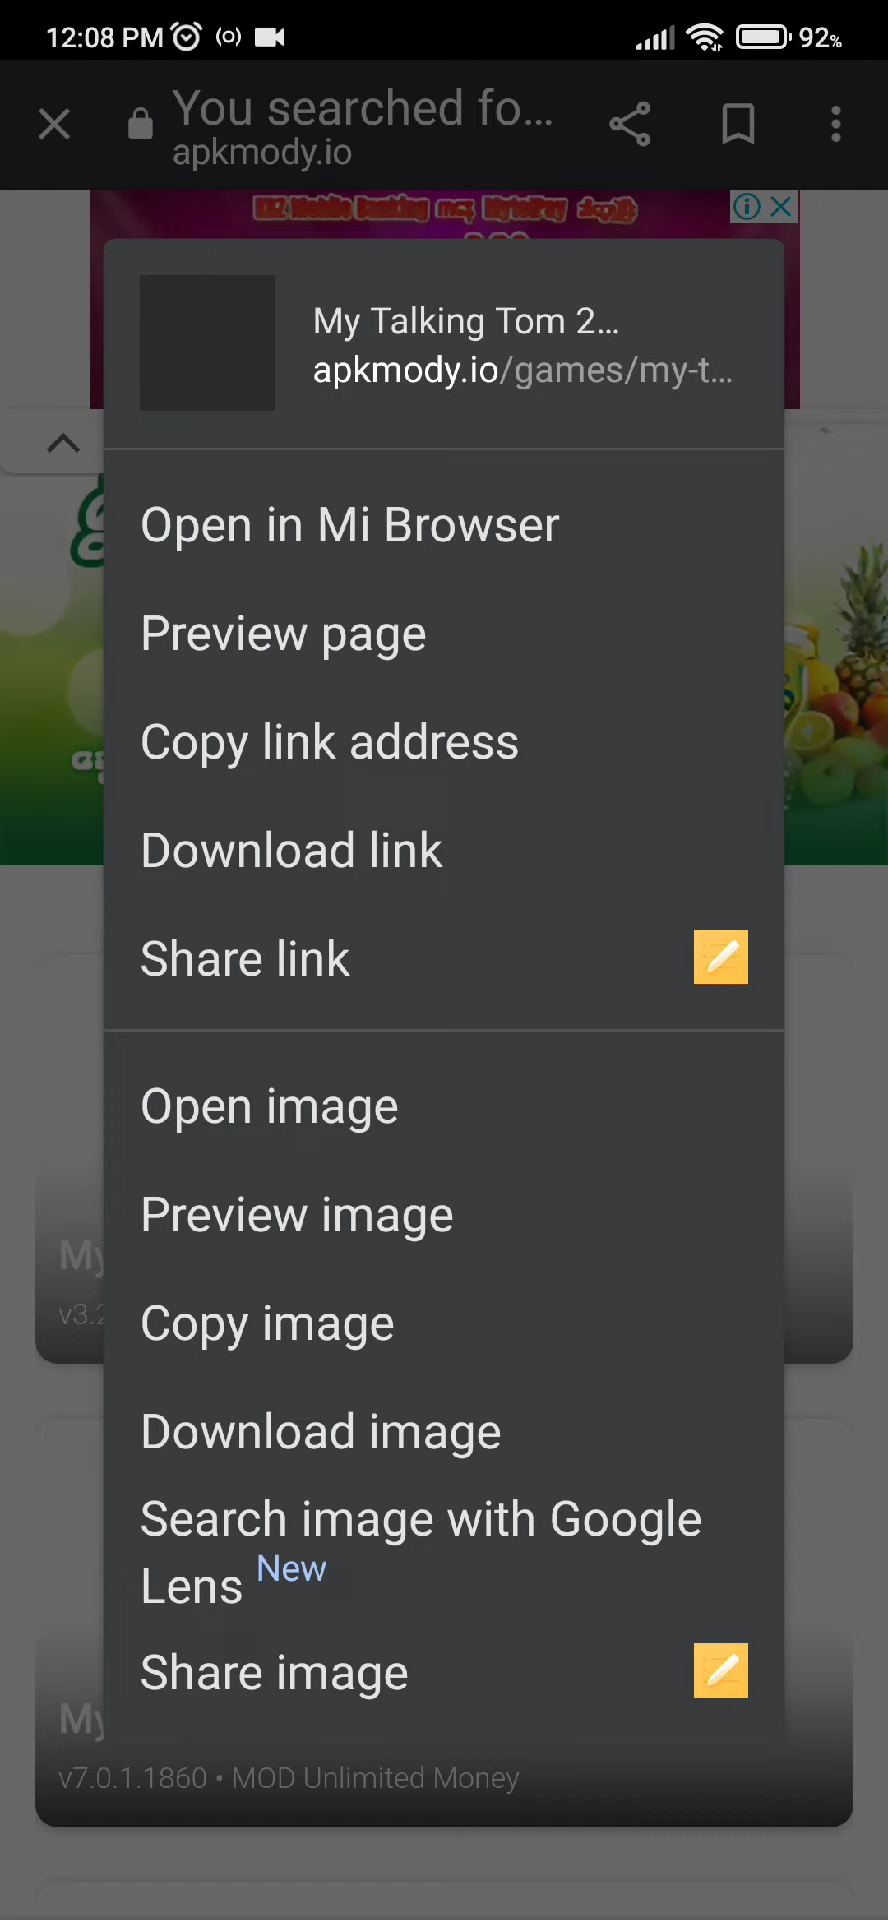 12:08 PM 92%
You searched fo...
apkmody.io
My Talking Tom 2...
apkmody.io/games/my-t...
Open in Mi Browser
Preview page
Copy link address
Download link
Share link
Open image
Preview image
Copy image
Download image
Search image with Google
Lens New
Share image
My
v7.0.1.1860 • MOD Unlimited Money